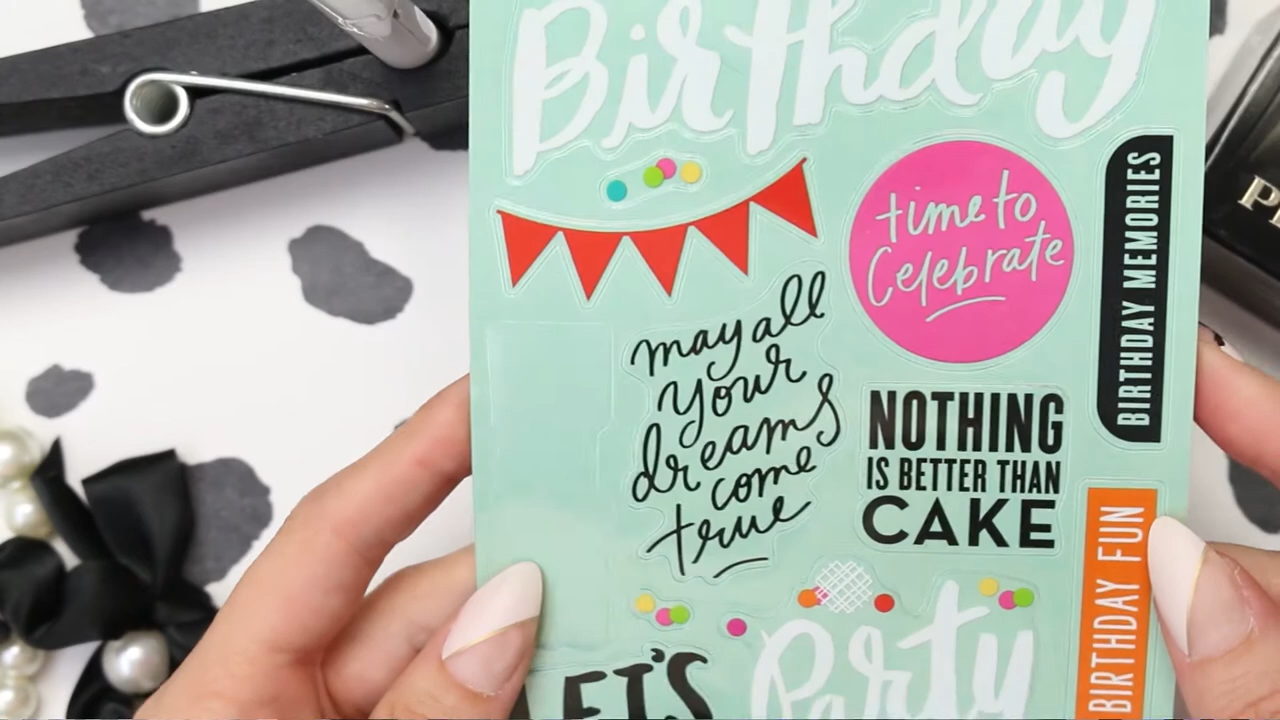 Birthday
time to
Celebrate
BIRTHDAY MEMORIES
may all
your
dreams
come
true
NOTHING
IS BETTER THAN
CAKE
BIRTHDAY FUN
Party